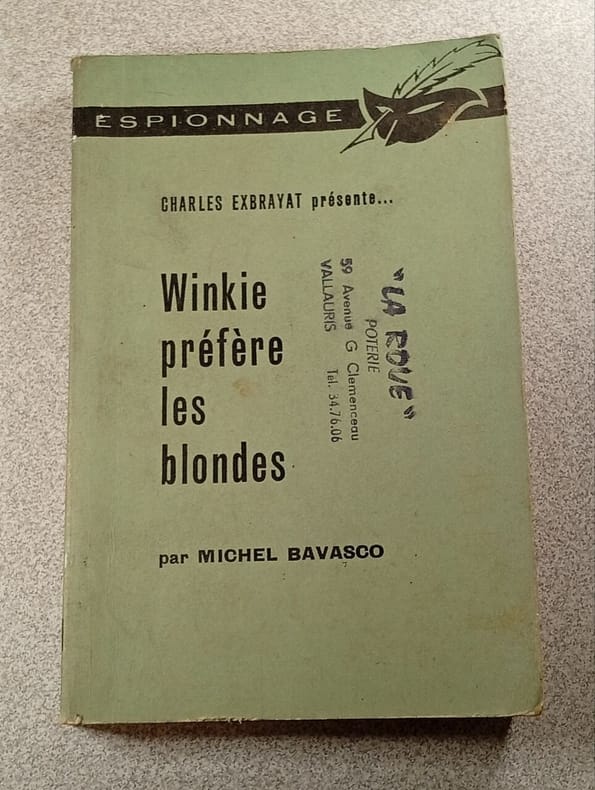 ESPIONNAGE
CHARLES EXBRAYAT présente...
Winkie
préfère
les
blondes
par MICHEL BAVASCO
"LA ROUE"
POTERIE
59 Avenue G Clemenceau
VALLAURIS Tél. 34.76.06